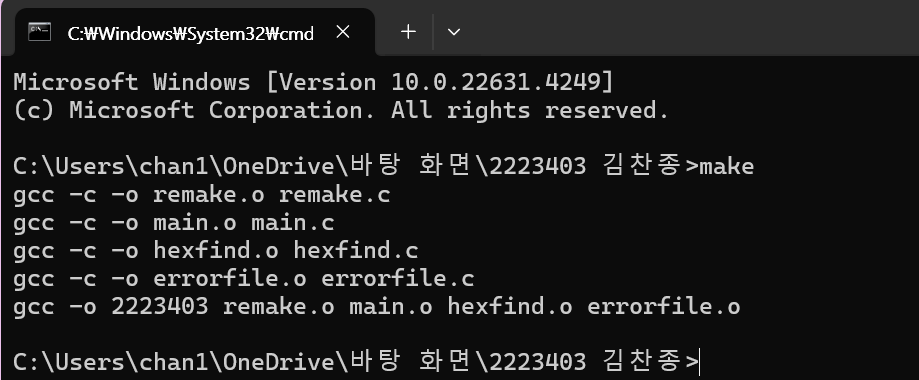 C:₩Windows₩System32₩cmd
Microsoft Windows [Version 10.0.22631.4249]
(c) Microsoft Corporation. All rights reserved.
C:\Users\chan1\OneDrive\바탕 화면\2223403 김찬종>make
gcc -c -o remake.o remake.c
gcc -c -o main.o main.c
gcc -c -o hexfind.o hexfind.c
gcc -c -o errorfile.o errorfile.c
gcc -o 2223403 remake.o main.o hexfind.o errorfile.o
C:\Users\chan1\OneDrive\바탕 화면\2223403 김찬종>